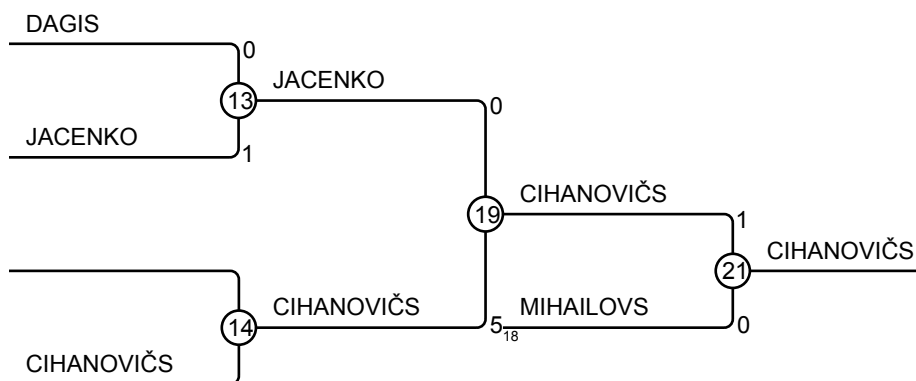 DAGIS
0
13
JACENKO
0
JACENKO
1
19
CIHANOVIČS
1
21
CIHANOVIČS
14
CIHANOVIČS
5
18
MIHAILOVS
0
CIHANOVIČS